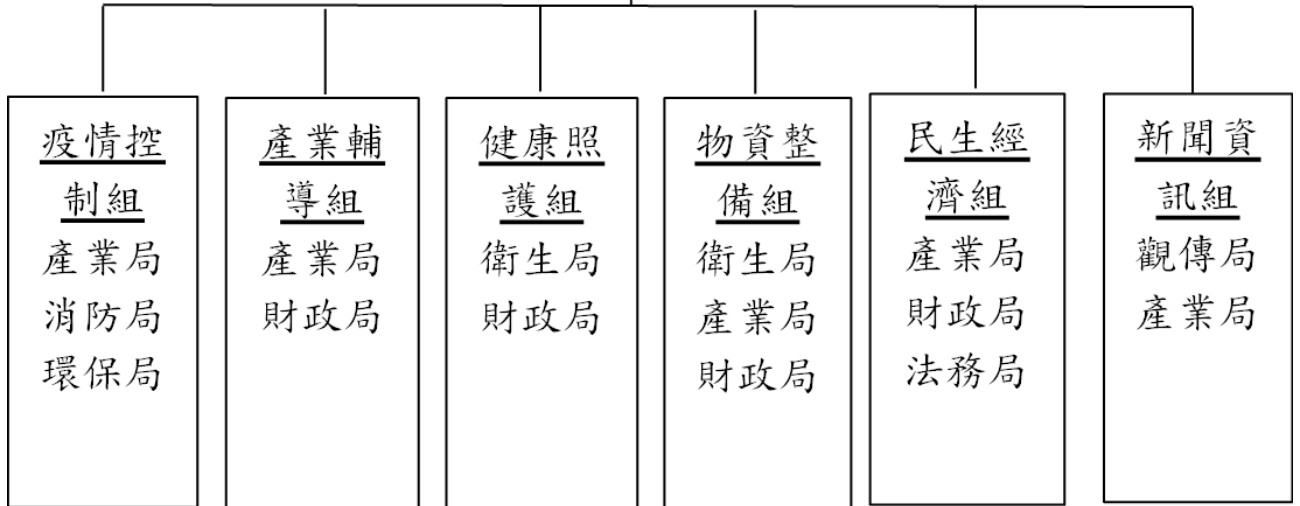 疫情控
制組
產業局
消防局
環保局
產業輔
導組
產業局
財政局
健康照
護組
衛生局
財政局
物資整
備組
衛生局
產業局
財政局
民生經
濟組
產業局
財政局
法務局
新聞資
訊組
觀傳局
產業局